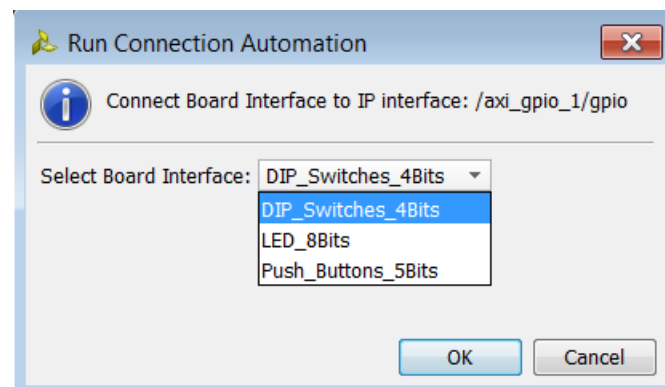 Run Connection Automation
Connect Board Interface to IP interface: /axi_gpio_1/gpio
Select Board Interface: DIP_Switches_4Bits
DIP_Switches_4Bits
LED_8Bits
Push_Buttons_5Bits
OK Cancel